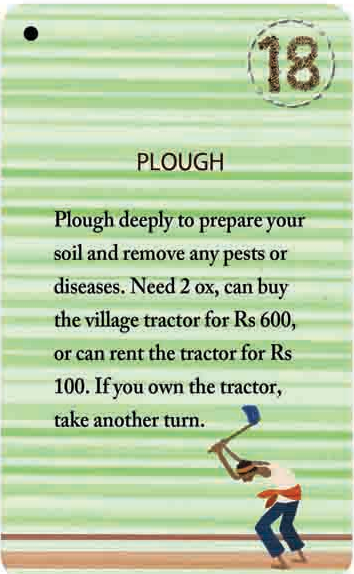 18
PLOUGH
Plough deeply to prepare your
soil and remove any pests or
diseases. Need 2 ox, can buy
the village tractor for Rs 600,
or can rent the tractor for Rs
100. If you own the tractor,
take another turn.